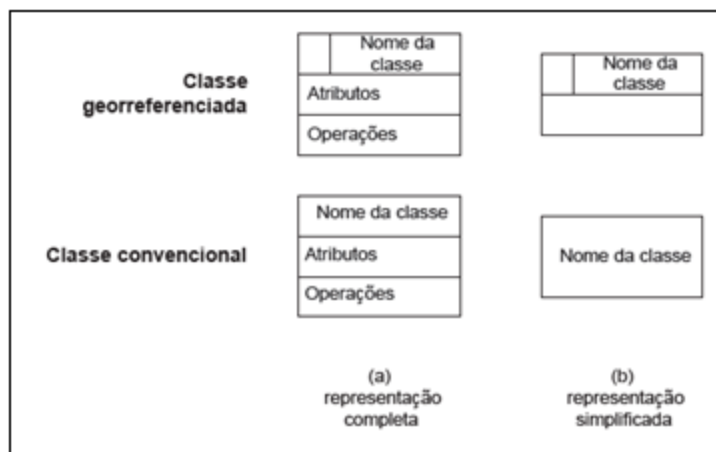 Classe
georreferenciada
Nome da
classe
Atributos
Operações
Nome da
classe
Classe convencional
Nome da classe
Atributos
Operações
Nome da classe
(a)
representação
completa
(b)
representação
simplificada